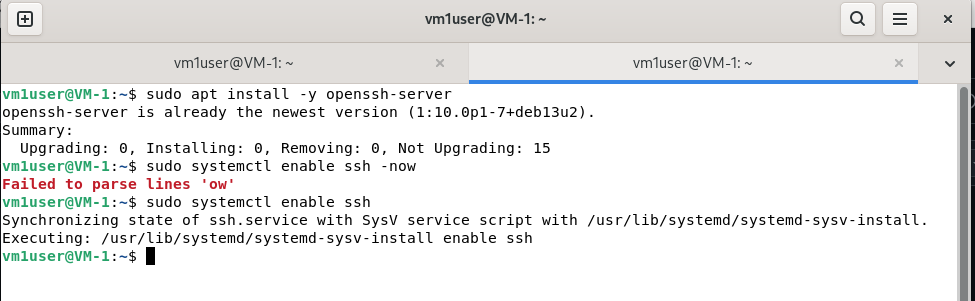 vm1user@VM-1: ~
vm1user@VM-1: ~
vm1user@VM-1: ~
vm1user@VM-1:~$ sudo apt install -y openssh-server
openssh-server is already the newest version (1:10.0p1-7+deb13u2).
Summary:
  Upgrading: 0, Installing: 0, Removing: 0, Not Upgrading: 15
vm1user@VM-1:~$ sudo systemctl enable ssh -now
Failed to parse lines 'ow'
vm1user@VM-1:~$ sudo systemctl enable ssh
Synchronizing state of ssh.service with SysV service script with /usr/lib/systemd/systemd-sysv-install.
Executing: /usr/lib/systemd/systemd-sysv-install enable ssh
vm1user@VM-1:~$